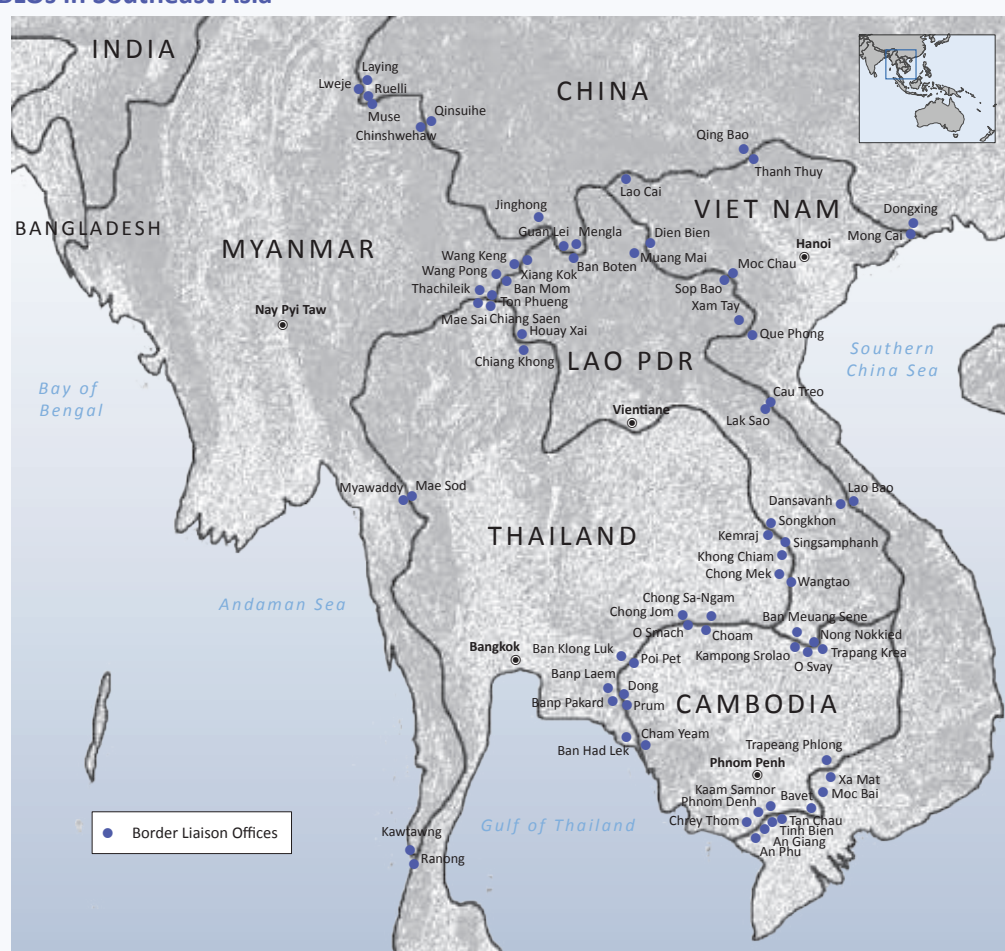 BLOs in Southeast Asia
INDIA
Laying
Lweje
Ruelli
Muse
CHINA
Qinsuihe
Chinshwehaw
Qing Bao
Thanh Thuy
Lao Cai
Dongxing
Mong Cai
BANGLADESH
MYANMAR
VIET NAM
Jinghong
Guan Lei
Mengla
Dien Bien
Hanoi
Wang Keng
Ban Boten
Muang Mai
Moc Chau
Wang Pong
Xiang Kok
Sop Bao
Thachileik
Ban Mom
Ton Phueng
Xam Tay
Nay Pyi Taw
Mae Sai
Chiang Saen
Houay Xai
Que Phong
Chiang Khong
LAO PDR
Southern
China Sea
Bay of
Bengal
Cau Treo
Vientiane
Lak Sao
Myawaddy
Mae Sod
Lao Bao
Dansavanh
THAILAND
Songkhon
Kemraj
Singsamphanh
Khong Chiam
Chong Mek
Wangtao
Andaman Sea
Chong Sa-Ngam
Chong Jom
Ban Meuang Sene
O Smach
Choam
Nong Nokkied
Bangkok
Ban Klong Luk
Kampong Srolao
Trapang Krea
Poi Pet
O Svay
Banp Laem
Dong
Banp Pakard
Prum
CAMBODIA
Cham Yeam
Ban Had Lek
Trapeang Phlong
Phnom Penh
Xa Mat
Kaam Samnor
Bavet
Moc Bai
Phnom Denh
Chrey Thom
Tan Chau
Tinh Bien
An Giang
An Phu
Gulf of Thailand
Border Liaison Offices
Kawtawng
Ranong